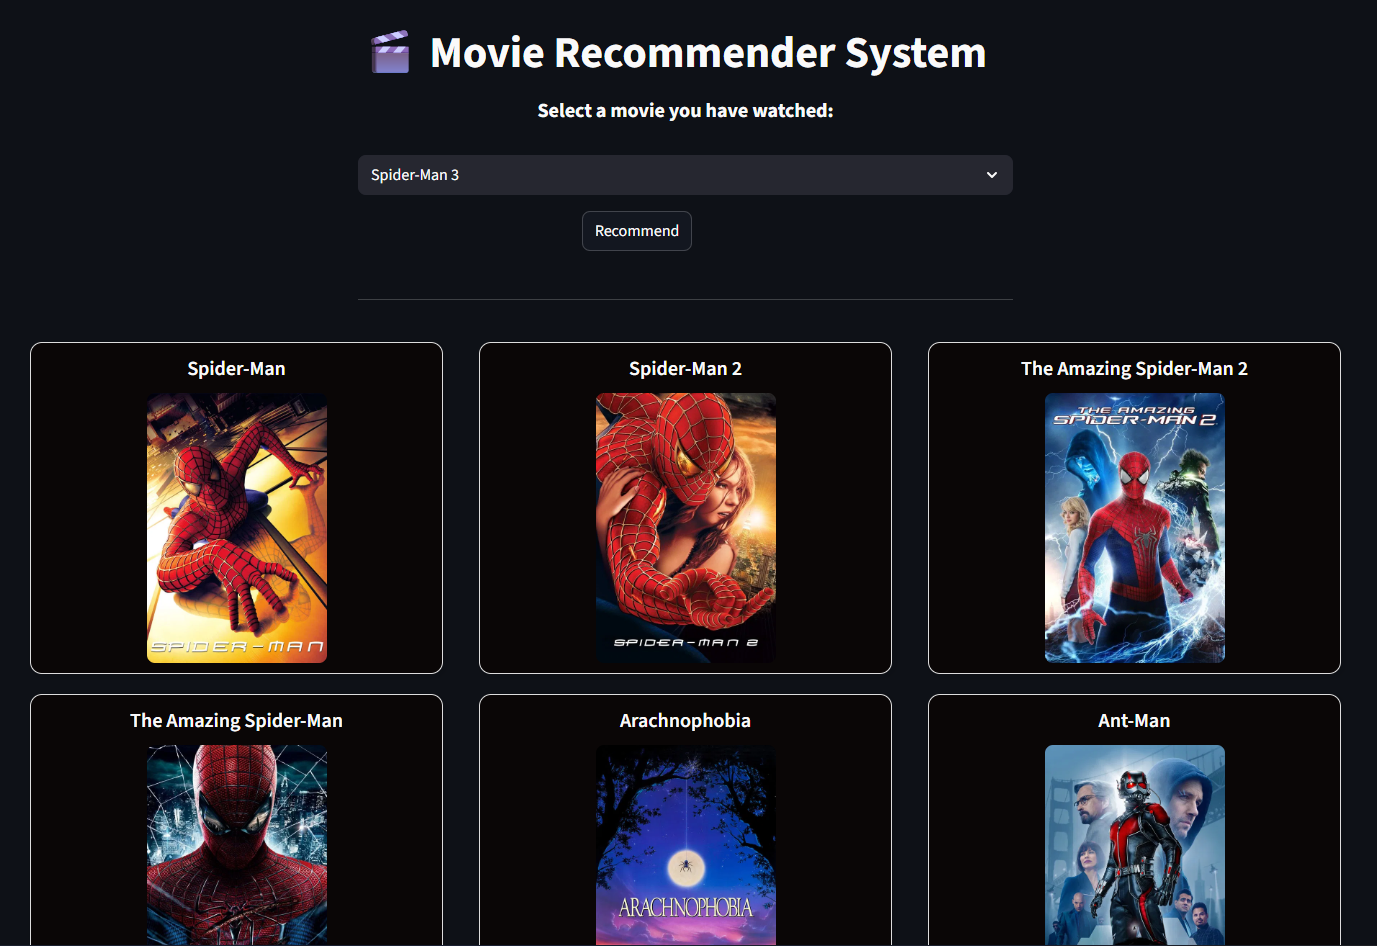 Movie Recommender System
Select a movie you have watched:
Spider-Man 3
Recommend
Spider-Man
Spider-Man 2
The Amazing Spider-Man 2
SPIDER-MAN
SPIDER-MAN 2
THE AMAZING
SPIDER-MAN 2
The Amazing Spider-Man
Arachnophobia
Ant-Man
ARACHNOPHOBIA